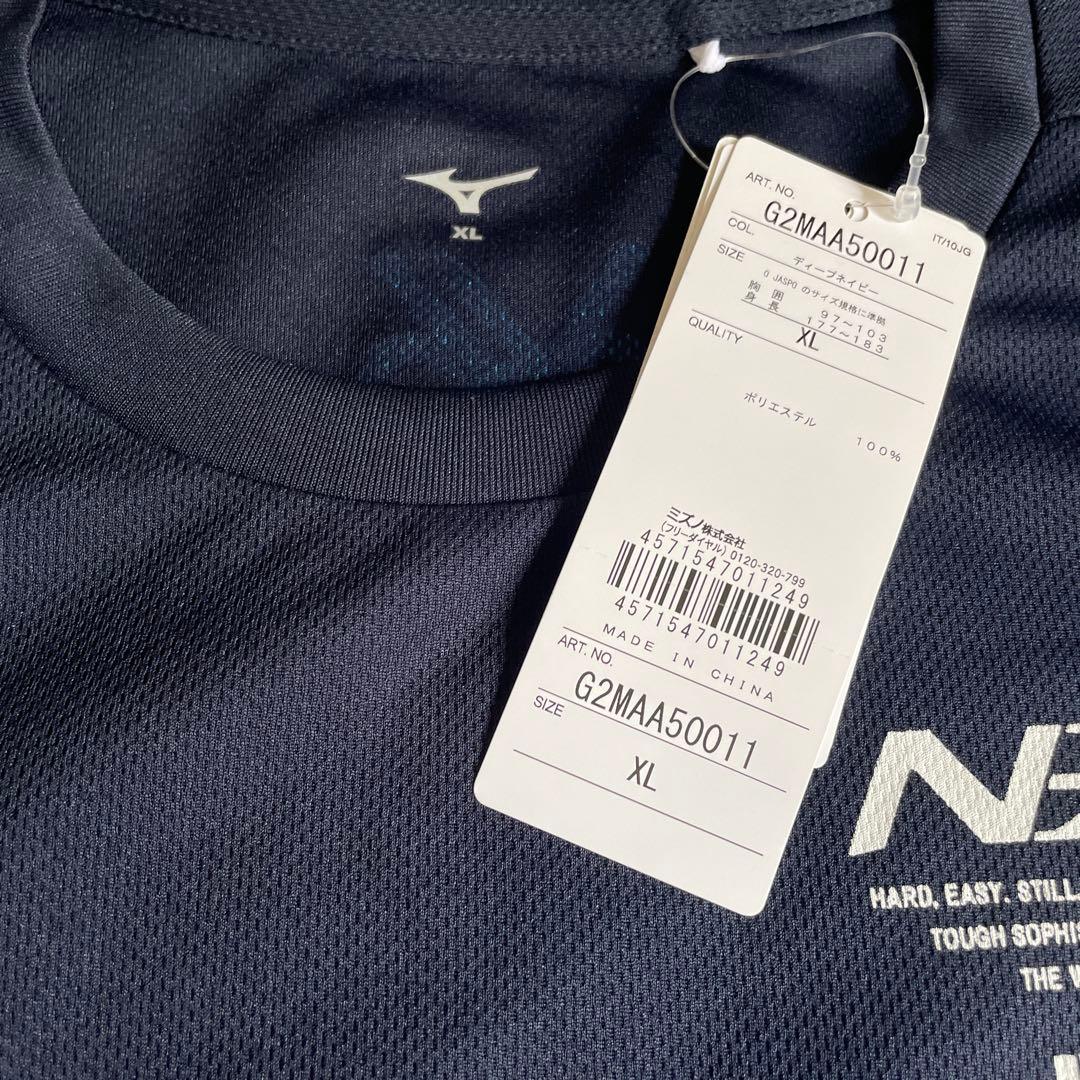 XL
ART. NO.
IT/10JG
G2MAA50011
COL.
ディープネイビー
SIZE
O JASPO のサイズ規格に準拠
胸囲 97～103
身長 177～183
XL
QUALITY
ポリエステル
100%
ミズノ株式会社
(フリーダイヤル) 0120-320-799
4571547011249
4571547011249
MADE IN CHINA
ART. NO.
G2MAA50011
SIZE
XL
HARD, EASY. STILL
TOUGH SOPHIS
THE